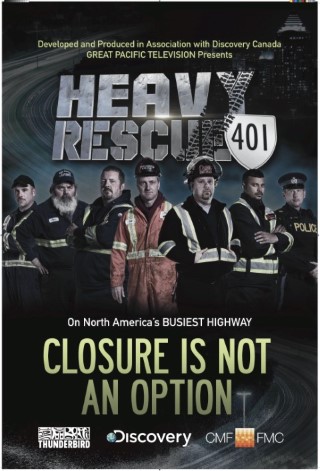 Developed and Produced in Association with Discovery Canada
GREAT PACIFIC TELEVISION Presents
HEAVY
RESCUE
401
POLICE
On North America's BUSIEST HIGHWAY
CLOSURE IS NOT
AN OPTION
THUNDERBIRD
Discovery
CMF FMC